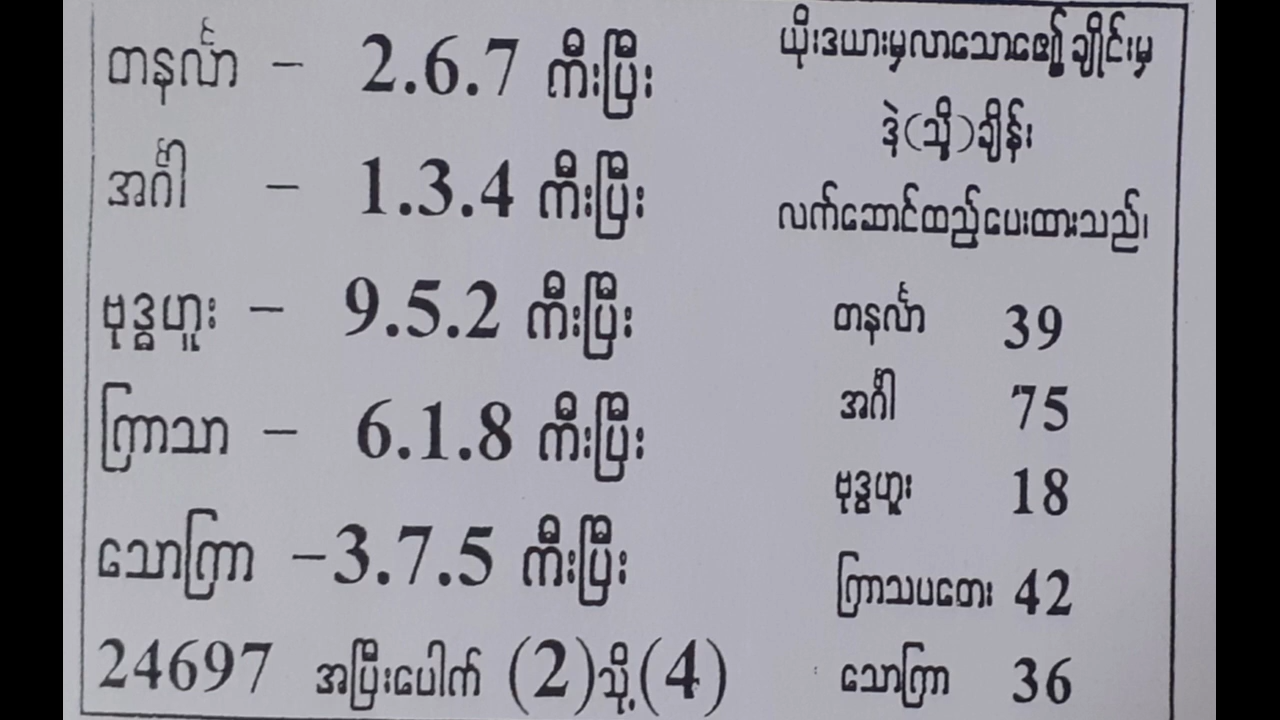 တနင်္လာ - 2.6.7 ကီးပြီး
အင်္ဂါ - 1.3.4 ကီးပြီး
ဗုဒ္ဓဟူး - 9.5.2 ကီးပြီး
ကြာသာ - 6.1.8 ကီးပြီး
သောကြာ -3.7.5 ကီးပြီး
24697 အပြီးပေါက် (2)သို့(4)
ယိုးဒယားမှလာသောဇော့်ချိုင်းမှ
ဒဲ့(သို့)ချိန်း
လက်ဆောင်ထည့်ပေးထားသည်၊
တနင်္လာ 39
အင်္ဂါ 75
ဗုဒ္ဓဟူး 18
ကြာသပတေး 42
သောကြာ 36